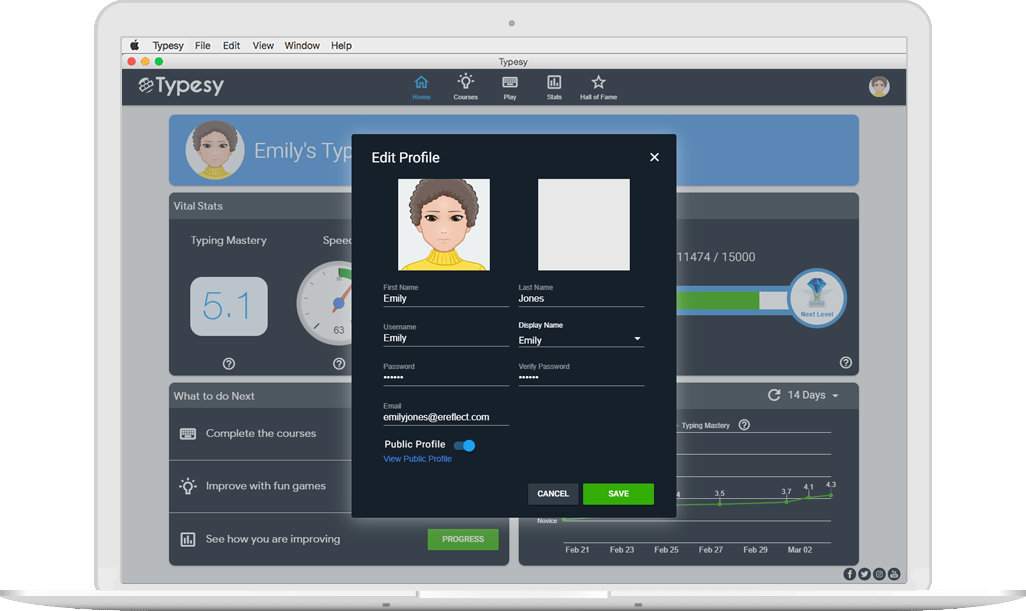 Typesy File Edit View Window Help
Typesy
Typesy
Home Courses Play Stats Hall of Fame
Emily's Typ
Edit Profile
Vital Stats
Typing Mastery
Speed
11474 / 15000
5.1
63
Next Level
First Name
Emily
Last Name
Jones
Username
Emily
Display Name
Emily
Password
••••••
Verify Password
••••••
Email
emilyjones@ereflect.com
Public Profile
View Public Profile
CANCEL
SAVE
What to do Next
Complete the courses
Improve with fun games
See how you are improving
PROGRESS
14 Days
Typing Mastery
4 3.5 3.7 4.1 4.3
Novice
Feb 21 Feb 23 Feb 25 Feb 27 Feb 29 Mar 02